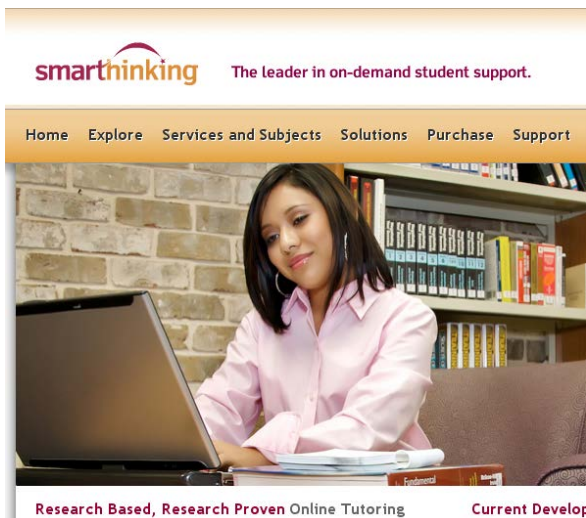 smarthinking
The leader in on-demand student support.
Home Explore Services and Subjects Solutions Purchase Support
Fundamental
Research Based, Research Proven Online Tutoring
Current Develop